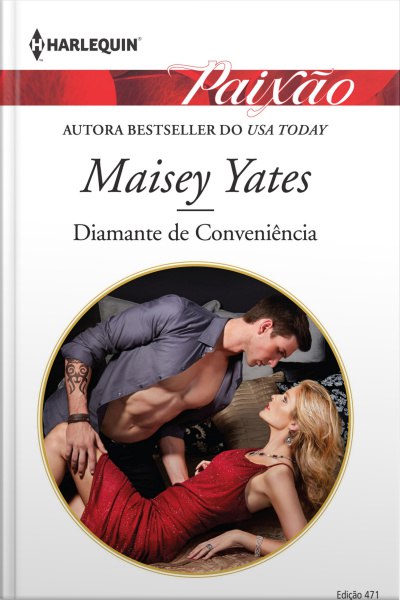 HARLEQUIN®
Paixão
AUTORA BESTSELLER DO USA TODAY
Maisey Yates
Diamante de Conveniência
Edição 471